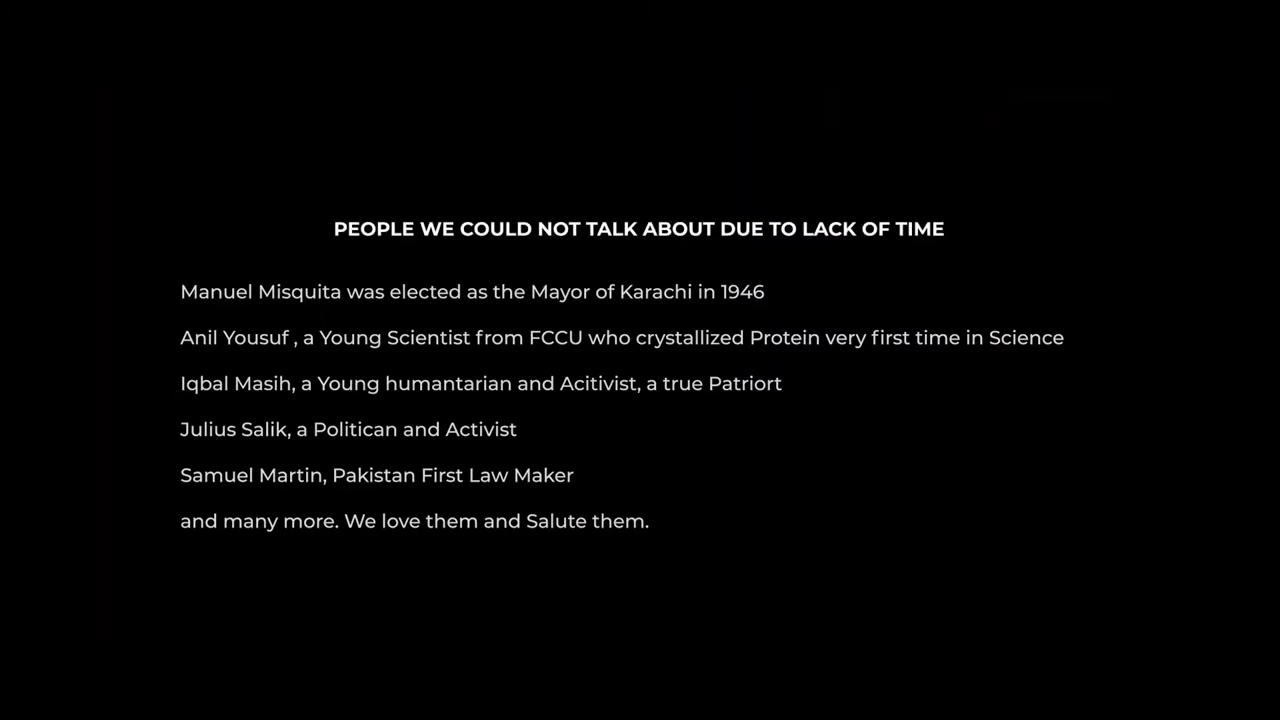 PEOPLE WE COULD NOT TALK ABOUT DUE TO LACK OF TIME
Manuel Misquita was elected as the Mayor of Karachi in 1946
Anil Yousuf , a Young Scientist from FCCU who crystallized Protein very first time in Science
Iqbal Masih, a Young humantarian and Acitivist, a true Patriort
Julius Salik, a Politican and Activist
Samuel Martin, Pakistan First Law Maker
and many more. We love them and Salute them.